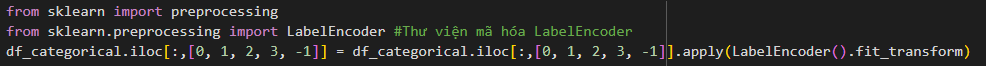 from sklearn import preprocessing
from sklearn.preprocessing import LabelEncoder #Thư viện mã hóa LabelEncoder
df_categorical.iloc[:,[0, 1, 2, 3, -1]] = df_categorical.iloc[:,[0, 1, 2, 3, -1]].apply(LabelEncoder().fit_transform)